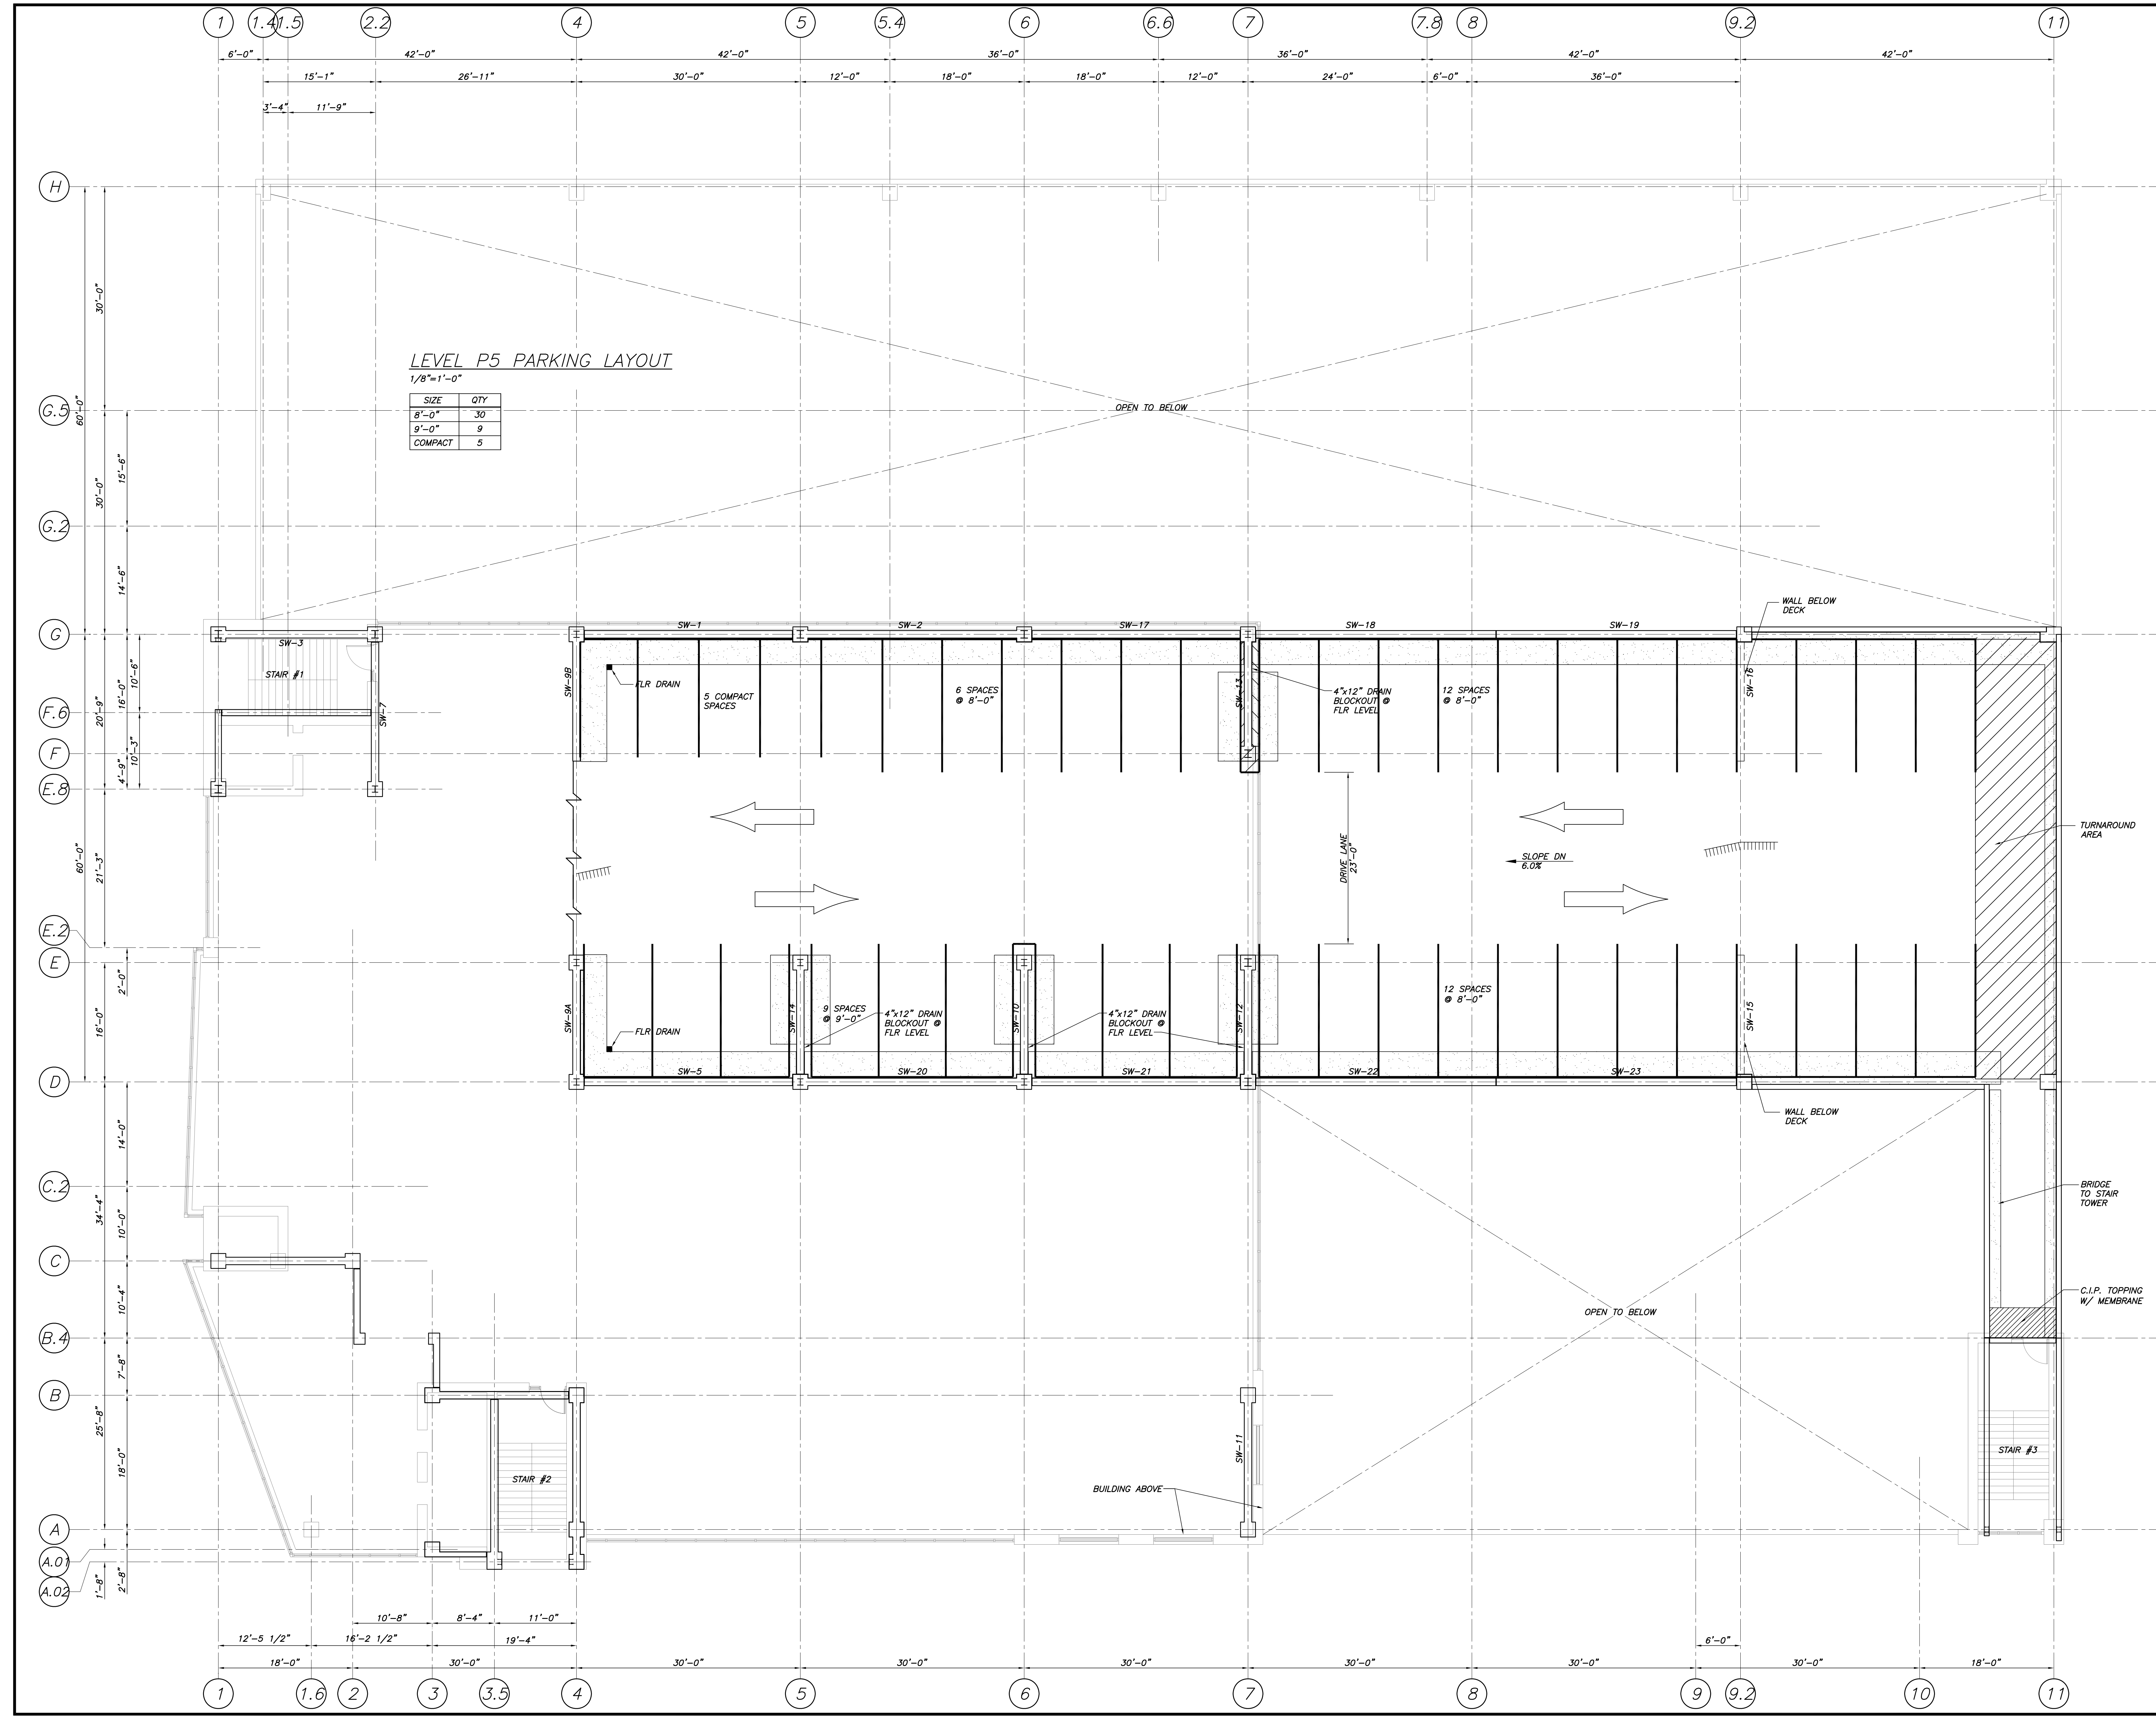 1 1.4 1.5 2.2 4 5 5.4 6 6.6 7 7.8 8 9.2 11
6'-0" 42'-0" 42'-0" 36'-0" 36'-0" 42'-0" 42'-0"
15'-1" 26'-11" 30'-0" 12'-0" 18'-0" 18'-0" 12'-0" 24'-0" 6'-0" 36'-0"
3'-4" 11'-9"
H
30'-0"
LEVEL P5 PARKING LAYOUT
1/8"=1'-0"
SIZE QTY
8'-0" 30
9'-0" 9
COMPACT 5
G.5
60'-0"
OPEN TO BELOW
15'-6"
30'-0"
G.2
14'-6"
WALL BELOW
DECK
G
SW-1 SW-2 SW-17 SW-18 SW-19
SW-3
STAIR #1
10'-6"
16'-0"
20'-9"
SW-7
SW-9B
FLR DRAIN
5 COMPACT
SPACES
6 SPACES
@ 8'-0"
SW-13
4"x12" DRAIN
BLOCKOUT @
FLR LEVEL
12 SPACES
@ 8'-0"
SW-16
F.6
10'-3"
F
4'-9"
E.8
TURNAROUND
AREA
60'-0"
21'-3"
DRIVE LANE
23'-0"
SLOPE DN
6.0%
E.2
E
2'-0"
16'-0"
SW-9A
FLR DRAIN
SW-14
9 SPACES
@ 9'-0"
4"x12" DRAIN
BLOCKOUT @
FLR LEVEL
SW-10
4"x12" DRAIN
BLOCKOUT @
FLR LEVEL
SW-12
12 SPACES
@ 8'-0"
SW-15
SW-5 SW-20 SW-21 SW-22 SW-23
D
WALL BELOW
DECK
14'-0"
C.2
34'-4"
10'-0"
BRIDGE
TO STAIR
TOWER
C
10'-4"
C.I.P. TOPPING
W/ MEMBRANE
OPEN TO BELOW
B.4
7'-8"
B
25'-8"
18'-0"
SW-11
STAIR #2
STAIR #3
BUILDING ABOVE
A
A.01
A.02
1'-8"
2'-8"
10'-8" 8'-4" 11'-0"
12'-5 1/2" 16'-2 1/2" 19'-4" 6'-0"
18'-0" 30'-0" 30'-0" 30'-0" 30'-0" 30'-0" 30'-0" 30'-0" 18'-0"
1 1.6 2 3 3.5 4 5 6 7 8 9 9.2 10 11